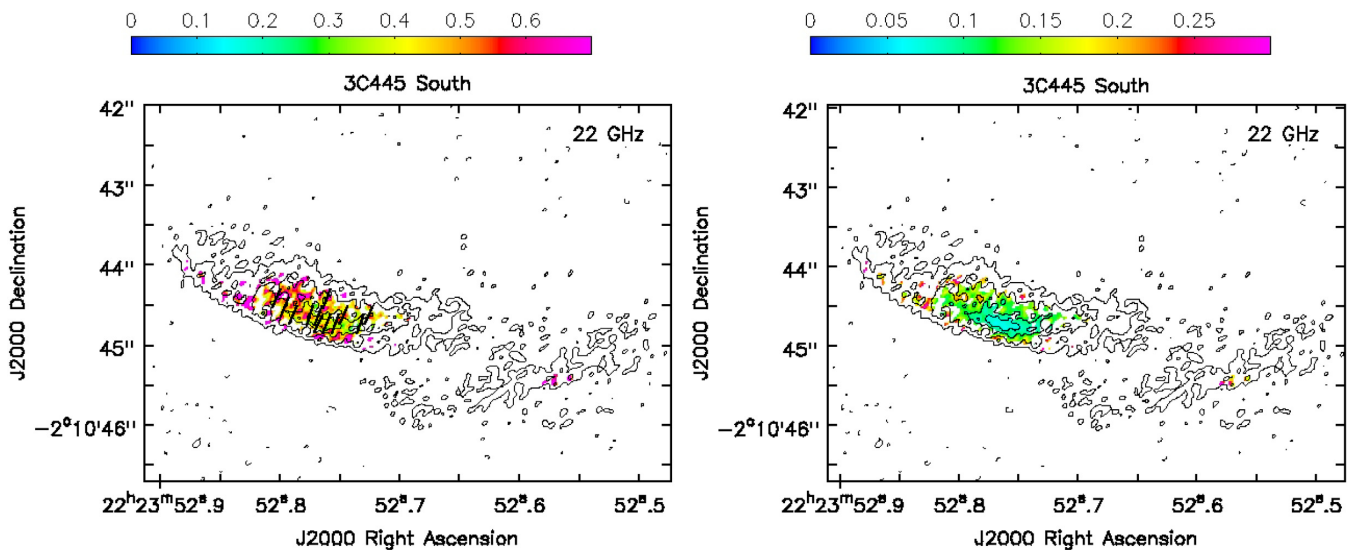 0 0.1 0.2 0.3 0.4 0.5 0.6
3C445 South
22 GHz
42"
43"
44"
45"
-2°10'46"
J2000 Declination
22ʰ23ᵐ52ˢ.9 52ˢ.8 52ˢ.7 52ˢ.6 52ˢ.5
J2000 Right Ascension
0 0.05 0.1 0.15 0.2 0.25
3C445 South
22 GHz
42"
43"
44"
45"
-2°10'46"
J2000 Declination
22ʰ23ᵐ52ˢ.9 52ˢ.8 52ˢ.7 52ˢ.6 52ˢ.5
J2000 Right Ascension